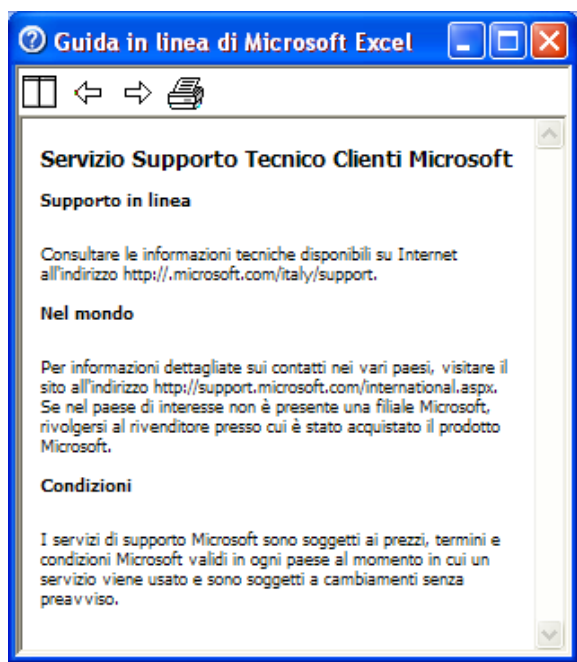 Guida in linea di Microsoft Excel
Servizio Supporto Tecnico Clienti Microsoft
Supporto in linea
Consultare le informazioni tecniche disponibili su Internet
all'indirizzo http://.microsoft.com/italy/support.
Nel mondo
Per informazioni dettagliate sui contatti nei vari paesi, visitare il
sito all'indirizzo http://support.microsoft.com/international.aspx.
Se nel paese di interesse non è presente una filiale Microsoft,
rivolgersi al rivenditore presso cui è stato acquistato il prodotto
Microsoft.
Condizioni
I servizi di supporto Microsoft sono soggetti ai prezzi, termini e
condizioni Microsoft validi in ogni paese al momento in cui un
servizio viene usato e sono soggetti a cambiamenti senza
preavviso.